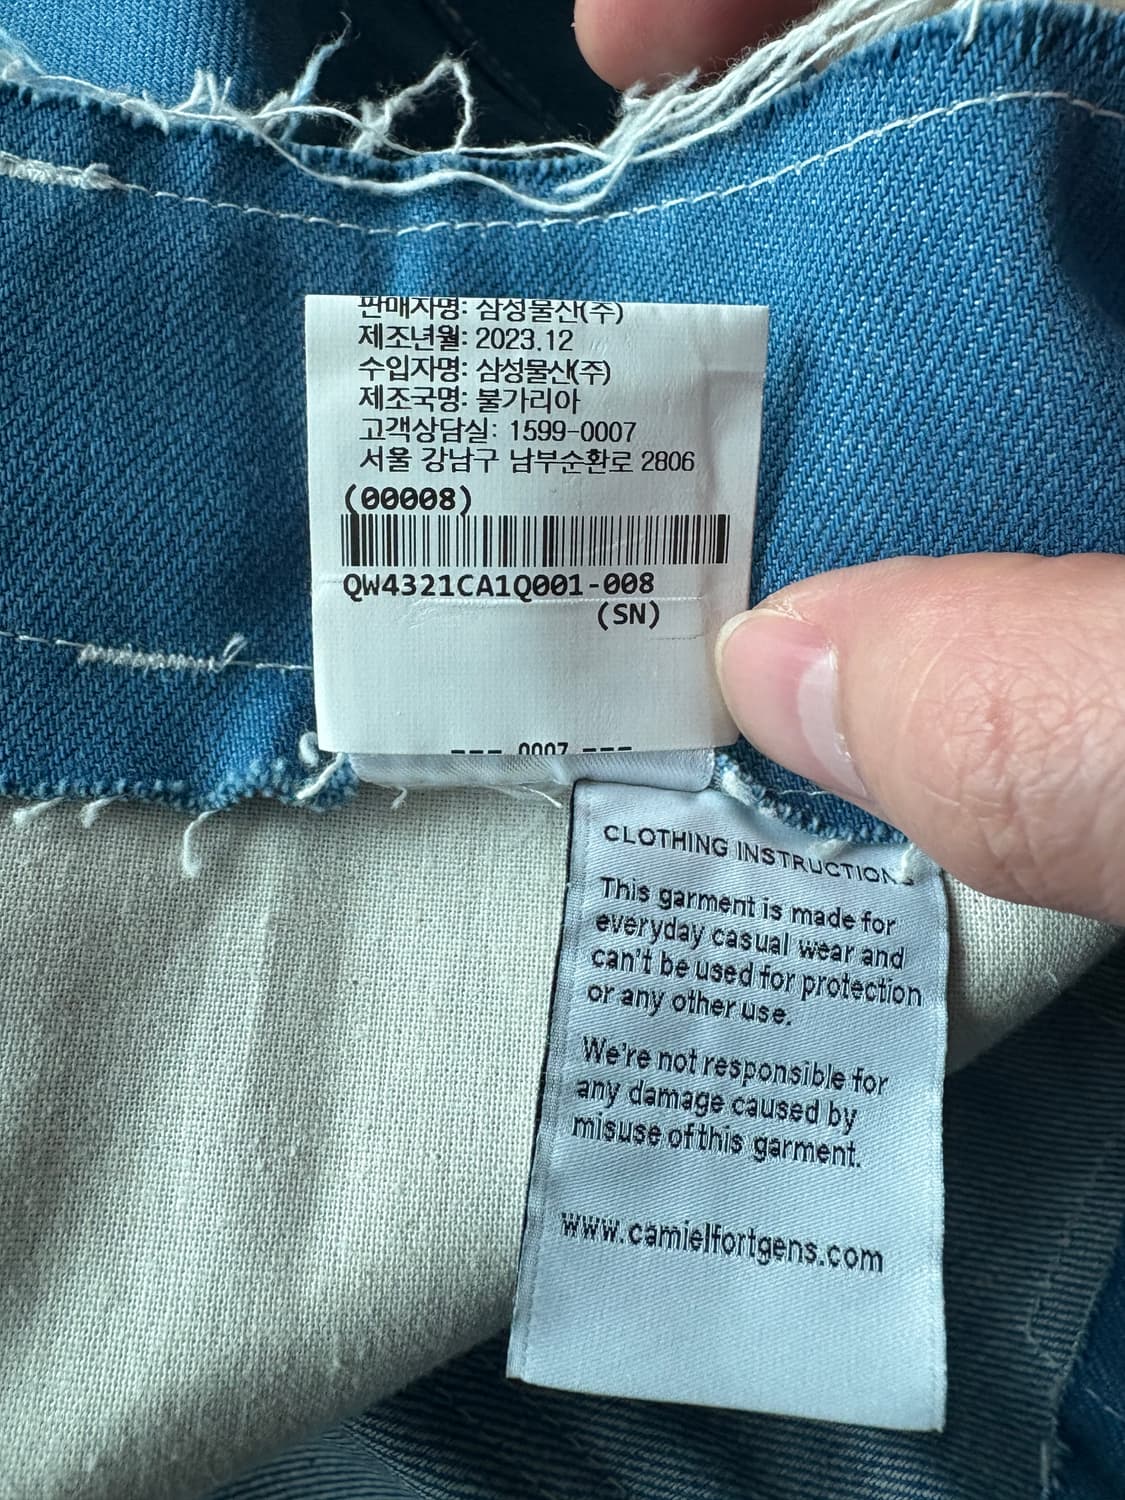 판매자명: 삼성물산(주)
제조년월: 2023.12
수입자명: 삼성물산(주)
제조국명: 불가리아
고객상담실: 1599-0007
서울 강남구 남부순환로 2806
(00008)
QW4321CA1Q001-008
(SN)
--- 0007 ---
CLOTHING INSTRUCTIONS
This garment is made for
everyday casual wear and
can't be used for protection
or any other use.
We're not responsible for
any damage caused by
misuse of this garment.
www.camielfortgens.com